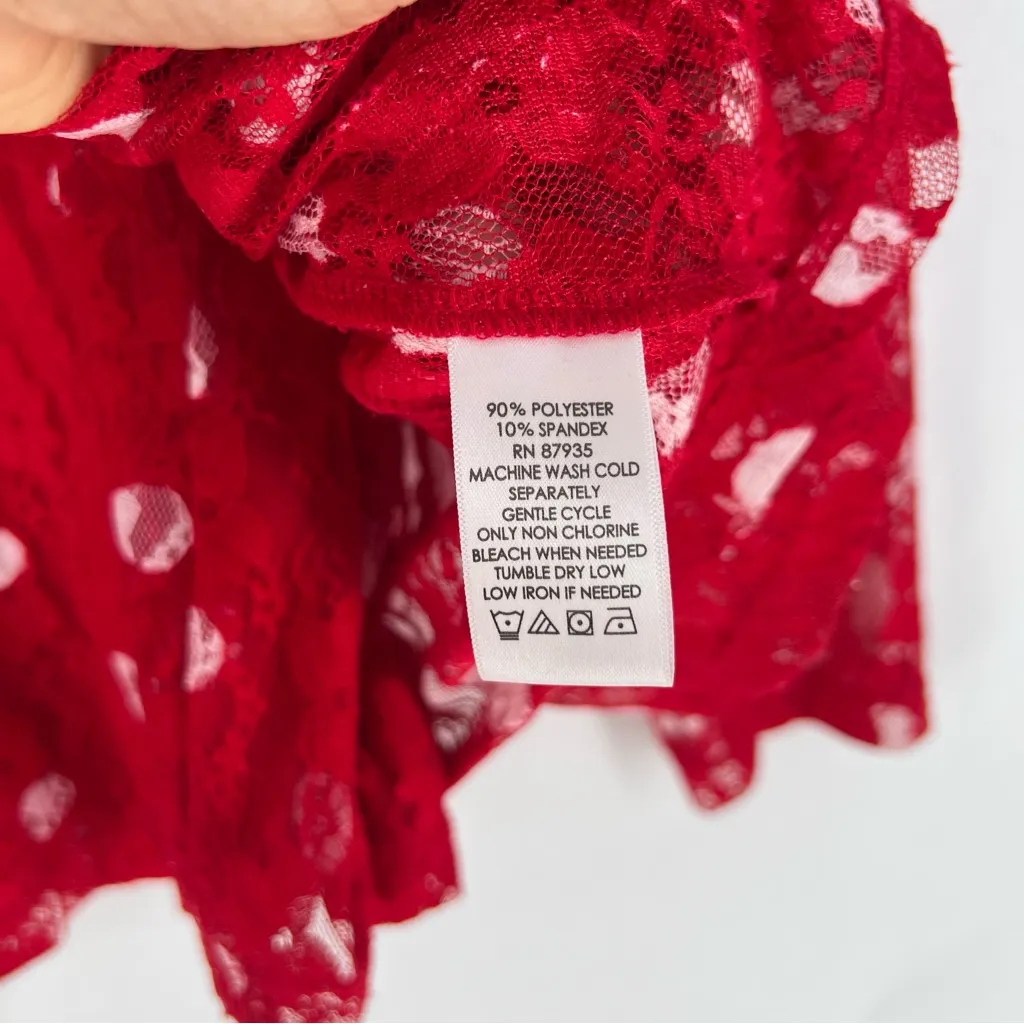 90% POLYESTER
10% SPANDEX
RN 87935
MACHINE WASH COLD
SEPARATELY
GENTLE CYCLE
ONLY NON CHLORINE
BLEACH WHEN NEEDED
TUMBLE DRY LOW
LOW IRON IF NEEDED